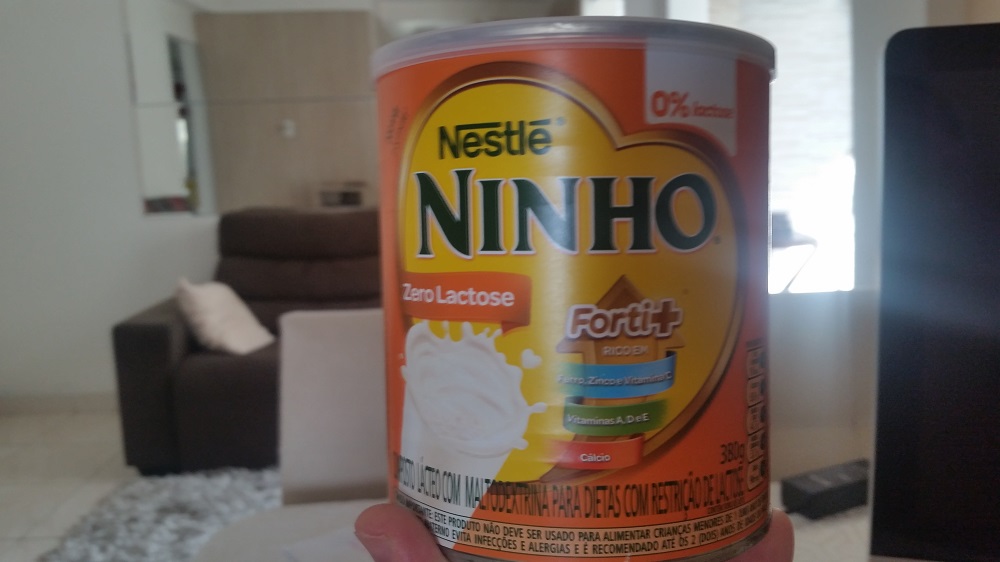 0% lactose
Nestlé
NINHO
Zero Lactose
Forti+
RICO EM
Ferro, Zinco e Vitamina C
Vitaminas A, D e E
Cálcio
380g
LÁCTEO COM MALTODEXTRINA PARA DIETAS COM RESTRIÇÃO DE LACTOSE
ESTE PRODUTO NÃO DEVE SER USADO PARA ALIMENTAR CRIANÇAS MENORES DE 1
EVITA INFECÇÕES E ALERGIAS E É RECOMENDADO ATÉ OS 2 (DOIS) ANOS DE